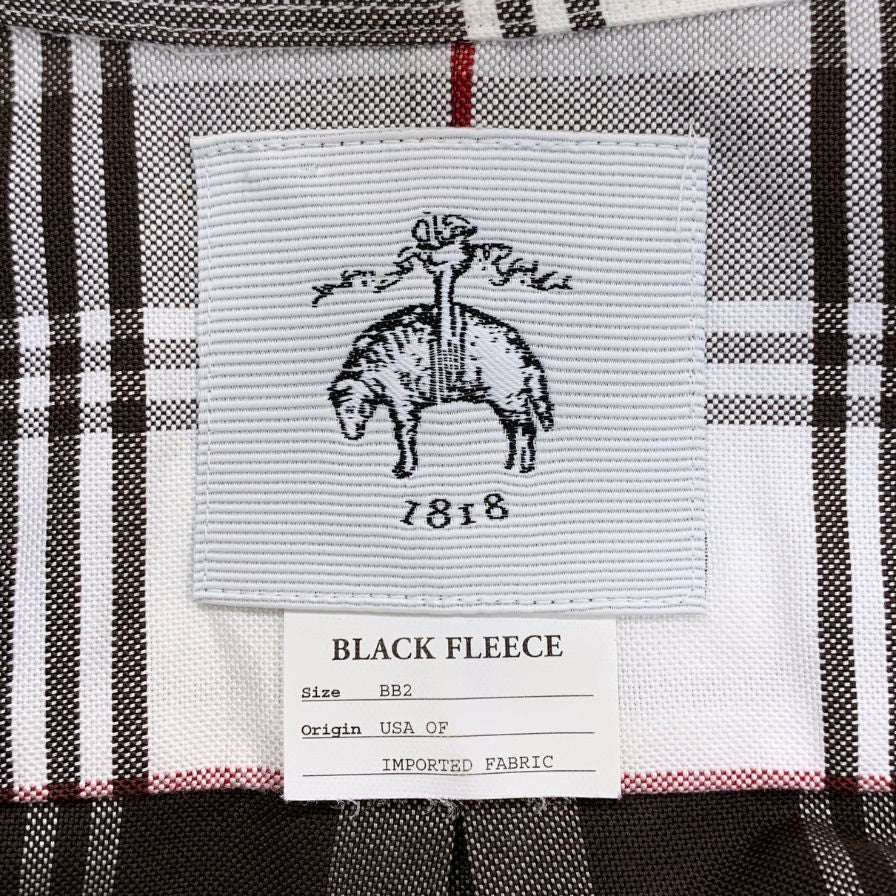 1818
BLACK FLEECE
Size BB2
Origin USA OF
IMPORTED FABRIC